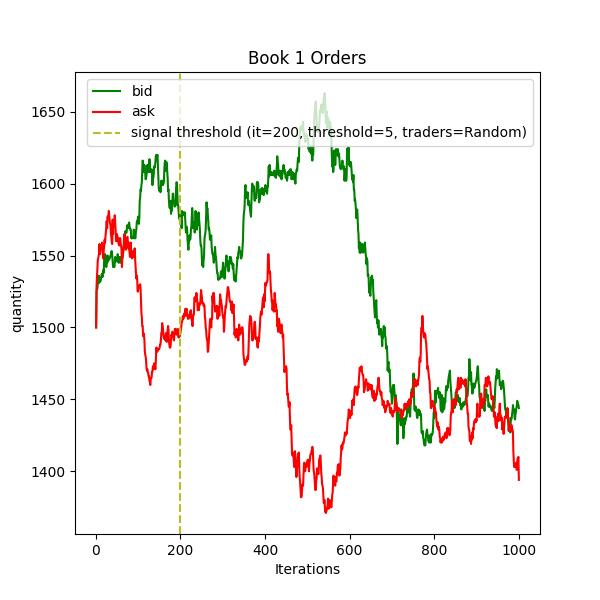 Book 1 Orders
bid
ask
signal threshold (it=200, threshold=5, traders=Random)
1650
1600
1550
1500
1450
1400
quantity
0 200 400 600 800 1000
Iterations